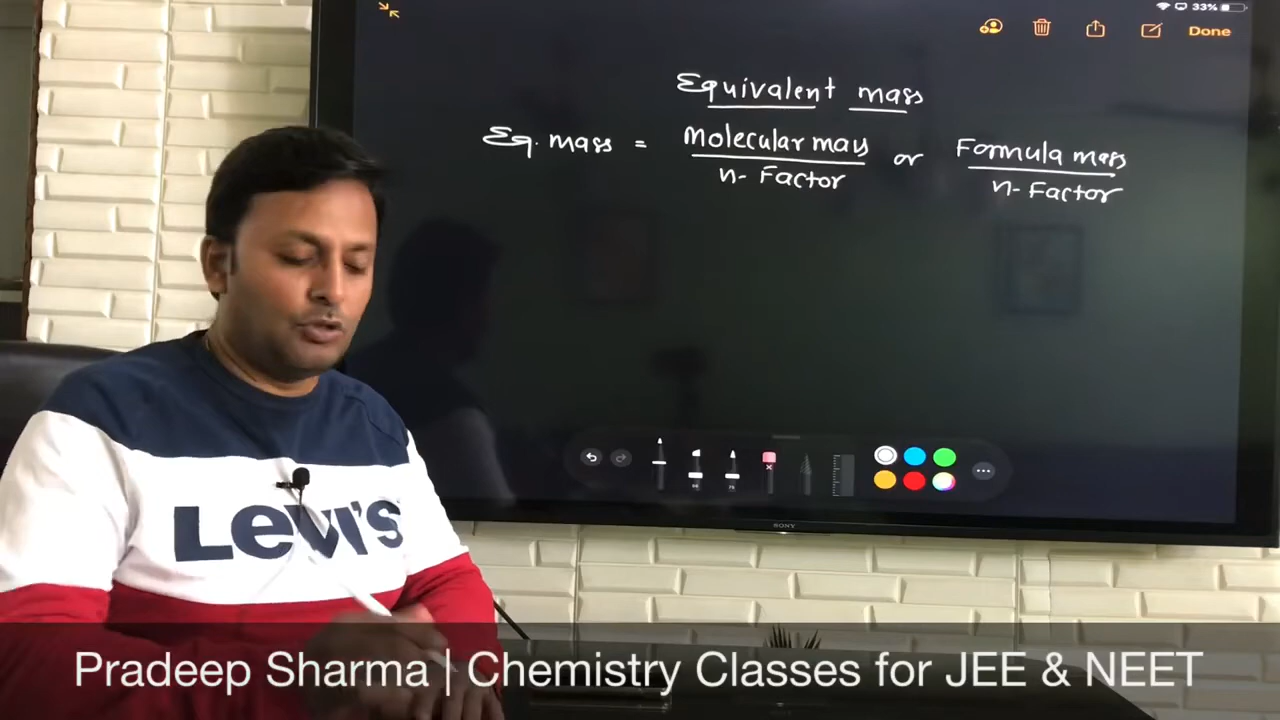 33%
Done
Equivalent mass
Eq. mass = Molecular mass / n- Factor or Formula mass / n- Factor
SONY
Levi's
Pradeep Sharma | Chemistry Classes for JEE & NEET